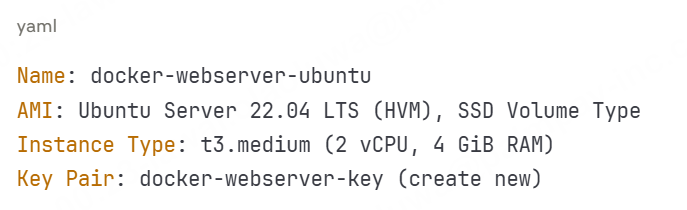 yaml
Name: docker-webserver-ubuntu
AMI: Ubuntu Server 22.04 LTS (HVM), SSD Volume Type
Instance Type: t3.medium (2 vCPU, 4 GiB RAM)
Key Pair: docker-webserver-key (create new)